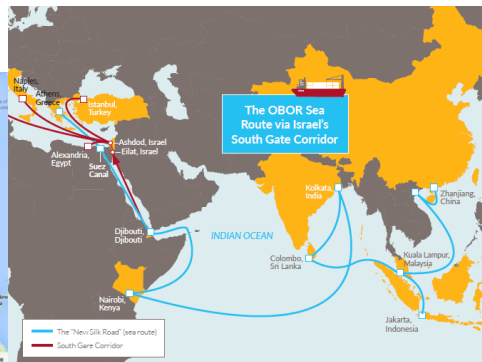 Naples,
Italy
Athens,
Greece
Istanbul,
Turkey
Ashdod, Israel
Eilat, Israel
Alexandria,
Egypt
Suez
Canal
The OBOR Sea
Route via Israel's
South Gate Corridor
Kolkata,
India
Zhanjiang,
China
Djibouti,
Djibouti
INDIAN OCEAN
Colombo,
Sri Lanka
Kuala Lampur,
Malaysia
Nairobi,
Kenya
Jakarta,
Indonesia
The "New Silk Road" (sea route)
South Gare Corridor